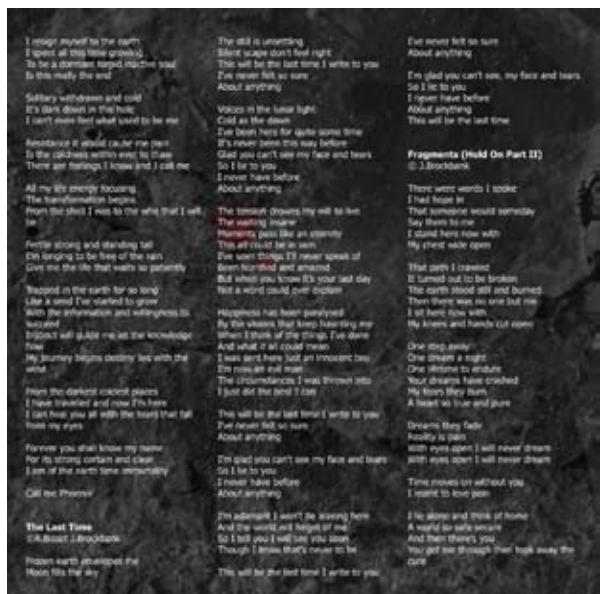 I resign myself to the earth
I spent all this time growing
To be a dormant torpid inactive soul
Is this really the end
Solitary withdrawn and cold
It's dark down in this hole
I can't even feel what used to be me
Resistance it would cause me pain
Is the coldness within ever to thaw
There are feelings I know and I call me
All my life energy focusing
The transformation begins
From the shell I was to the who that I will
Fertile strong and standing tall
I'm longing to be free of the rain
Give me the life that waits so patiently
Trapped in the earth for so long
Like a seed I've started to grow
With the information and willingness to
succeed
Instinct will guide me let the knowledge
flow
My journey begins destiny lies with the
wind
From the darkest coldest places
I have travelled and now I'm here
I can hear you all with the tears that fall
from my eyes
Forever you shall know my name
For its strong certain and clear
I am of the earth time immortality
Call me Phoenix
The Last Time
©R.Bissct J.Brockbank
Frozen earth envelopes me
Moon fills the sky
The still is unsettling
Silent scape don't feel right
This will be the last time I write to you
I've never felt so sure
About anything
Voices in the lunar light
Cold as the dawn
I've been here for quite some time
It's never been this way before
Glad you can't see my face and tears
So I lie to you
I never have before
About anything
The tension drowns my will to live
The waiting insane
Moments pass like an eternity
This all could be in vain
I've seen things I'll never speak of
Been horrified and amazed
But when you know it's your last day
Not a word could ever explain
Happiness has been paralysed
By the visions that keep haunting me
When I think of the things I've done
And what it all could mean
I was sent here just an innocent boy
I'm now an evil man
The circumstances I was thrown into
I just did the best I can
This will be the last time I write to you
I've never felt so sure
About anything
I'm glad you can't see my face and tears
So I lie to you
I never have before
About anything
I'm adamant I won't be leaving here
And the world will forget of me
So I tell you I will see you soon
Though I know that's never to be
This will be the last time I write to you
I've never felt so sure
About anything
I'm glad you can't see, my face and tears
So I lie to you
I never have before
About anything
This will be the last time
Fragments (Hold On Part II)
© J.Brockbank
There were words I spoke
I had hope in
That someone would someday
Say them to me
I stand here now with
My chest wide open
That path I crawled
It turned out to be broken
The earth stood still and burned
Then there was no one but me
I sit here now with
My knees and hands cut open
One step away
One dream a night
One lifetime to endure
Your dreams have crashed
My tears they burn
A heart so true and pure
Dreams they fade
Reality is pain
With eyes open I will never dream
With eyes open I will never dream
Time moves on without you
I learnt to love pain
I lie alone and think of home
A world so safe secure
And then there's you
You got me through then took away the
cure